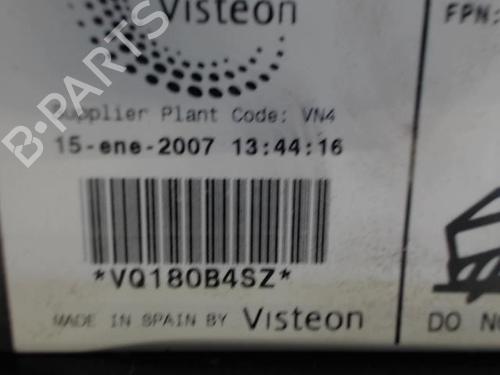 Visteon
FPN:
Supplier Plant Code: VN4
15-ene-2007 13:44:16
*VQ180B4SZ*
MADE IN SPAIN BY Visteon
DO NO
B-PARTS